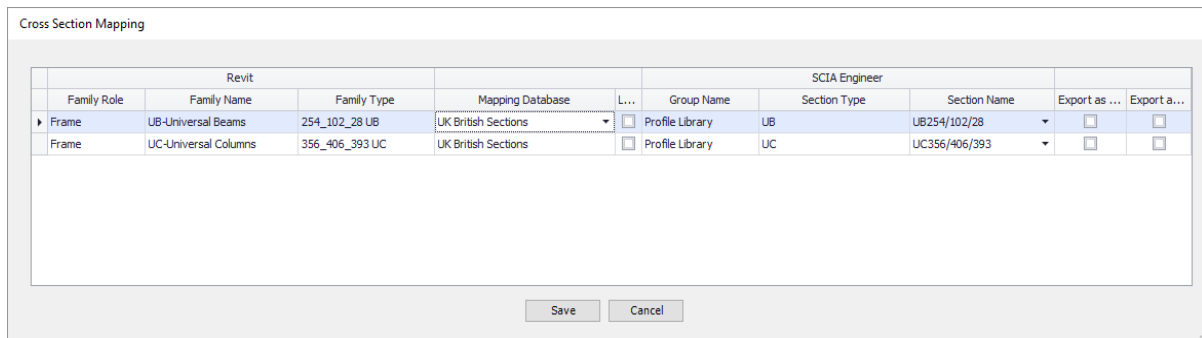 Cross Section Mapping
Revit SCIA Engineer
Family Role Family Name Family Type Mapping Database L... Group Name Section Type Section Name Export as ... Export a...
Frame UB-Universal Beams 254_102_28 UB UK British Sections Profile Library UB UB254/102/28
Frame UC-Universal Columns 356_406_393 UC UK British Sections Profile Library UC UC356/406/393
Save Cancel